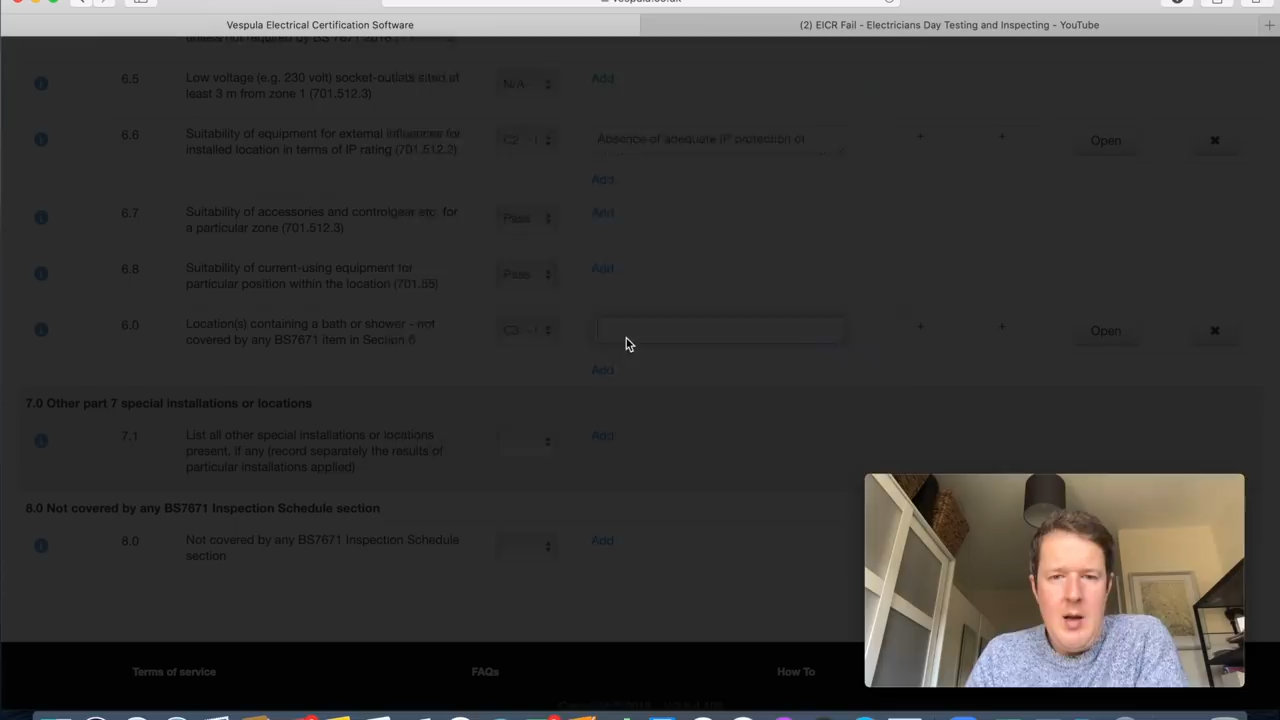 Vespula Electrical Certification Software
(2) EICR Fail - Electricians Day Testing and Inspecting - YouTube
unless not required by BS 7671:2018
6.5 Low voltage (e.g. 230 volt) socket-outlets sited at N/A Add
least 3 m from zone 1 (701.512.3)
6.6 Suitability of equipment for external influences for C2 Absence of adequate IP protection of + + Open ✖
installed location in terms of IP rating (701.512.2)
Add
6.7 Suitability of accessories and controlgear etc. for Pass Add
a particular zone (701.512.3)
6.8 Suitability of current-using equipment for Pass Add
particular position within the location (701.55)
6.0 Location(s) containing a bath or shower - not C3 + + Open ✖
covered by any BS7671 item in Section 6
Add
7.0 Other part 7 special installations or locations
7.1 List all other special installations or locations Add
present, if any (record separately the results of
particular installations applied)
8.0 Not covered by any BS7671 Inspection Schedule section
8.0 Not covered by any BS7671 Inspection Schedule Add
section
Terms of service FAQs How To